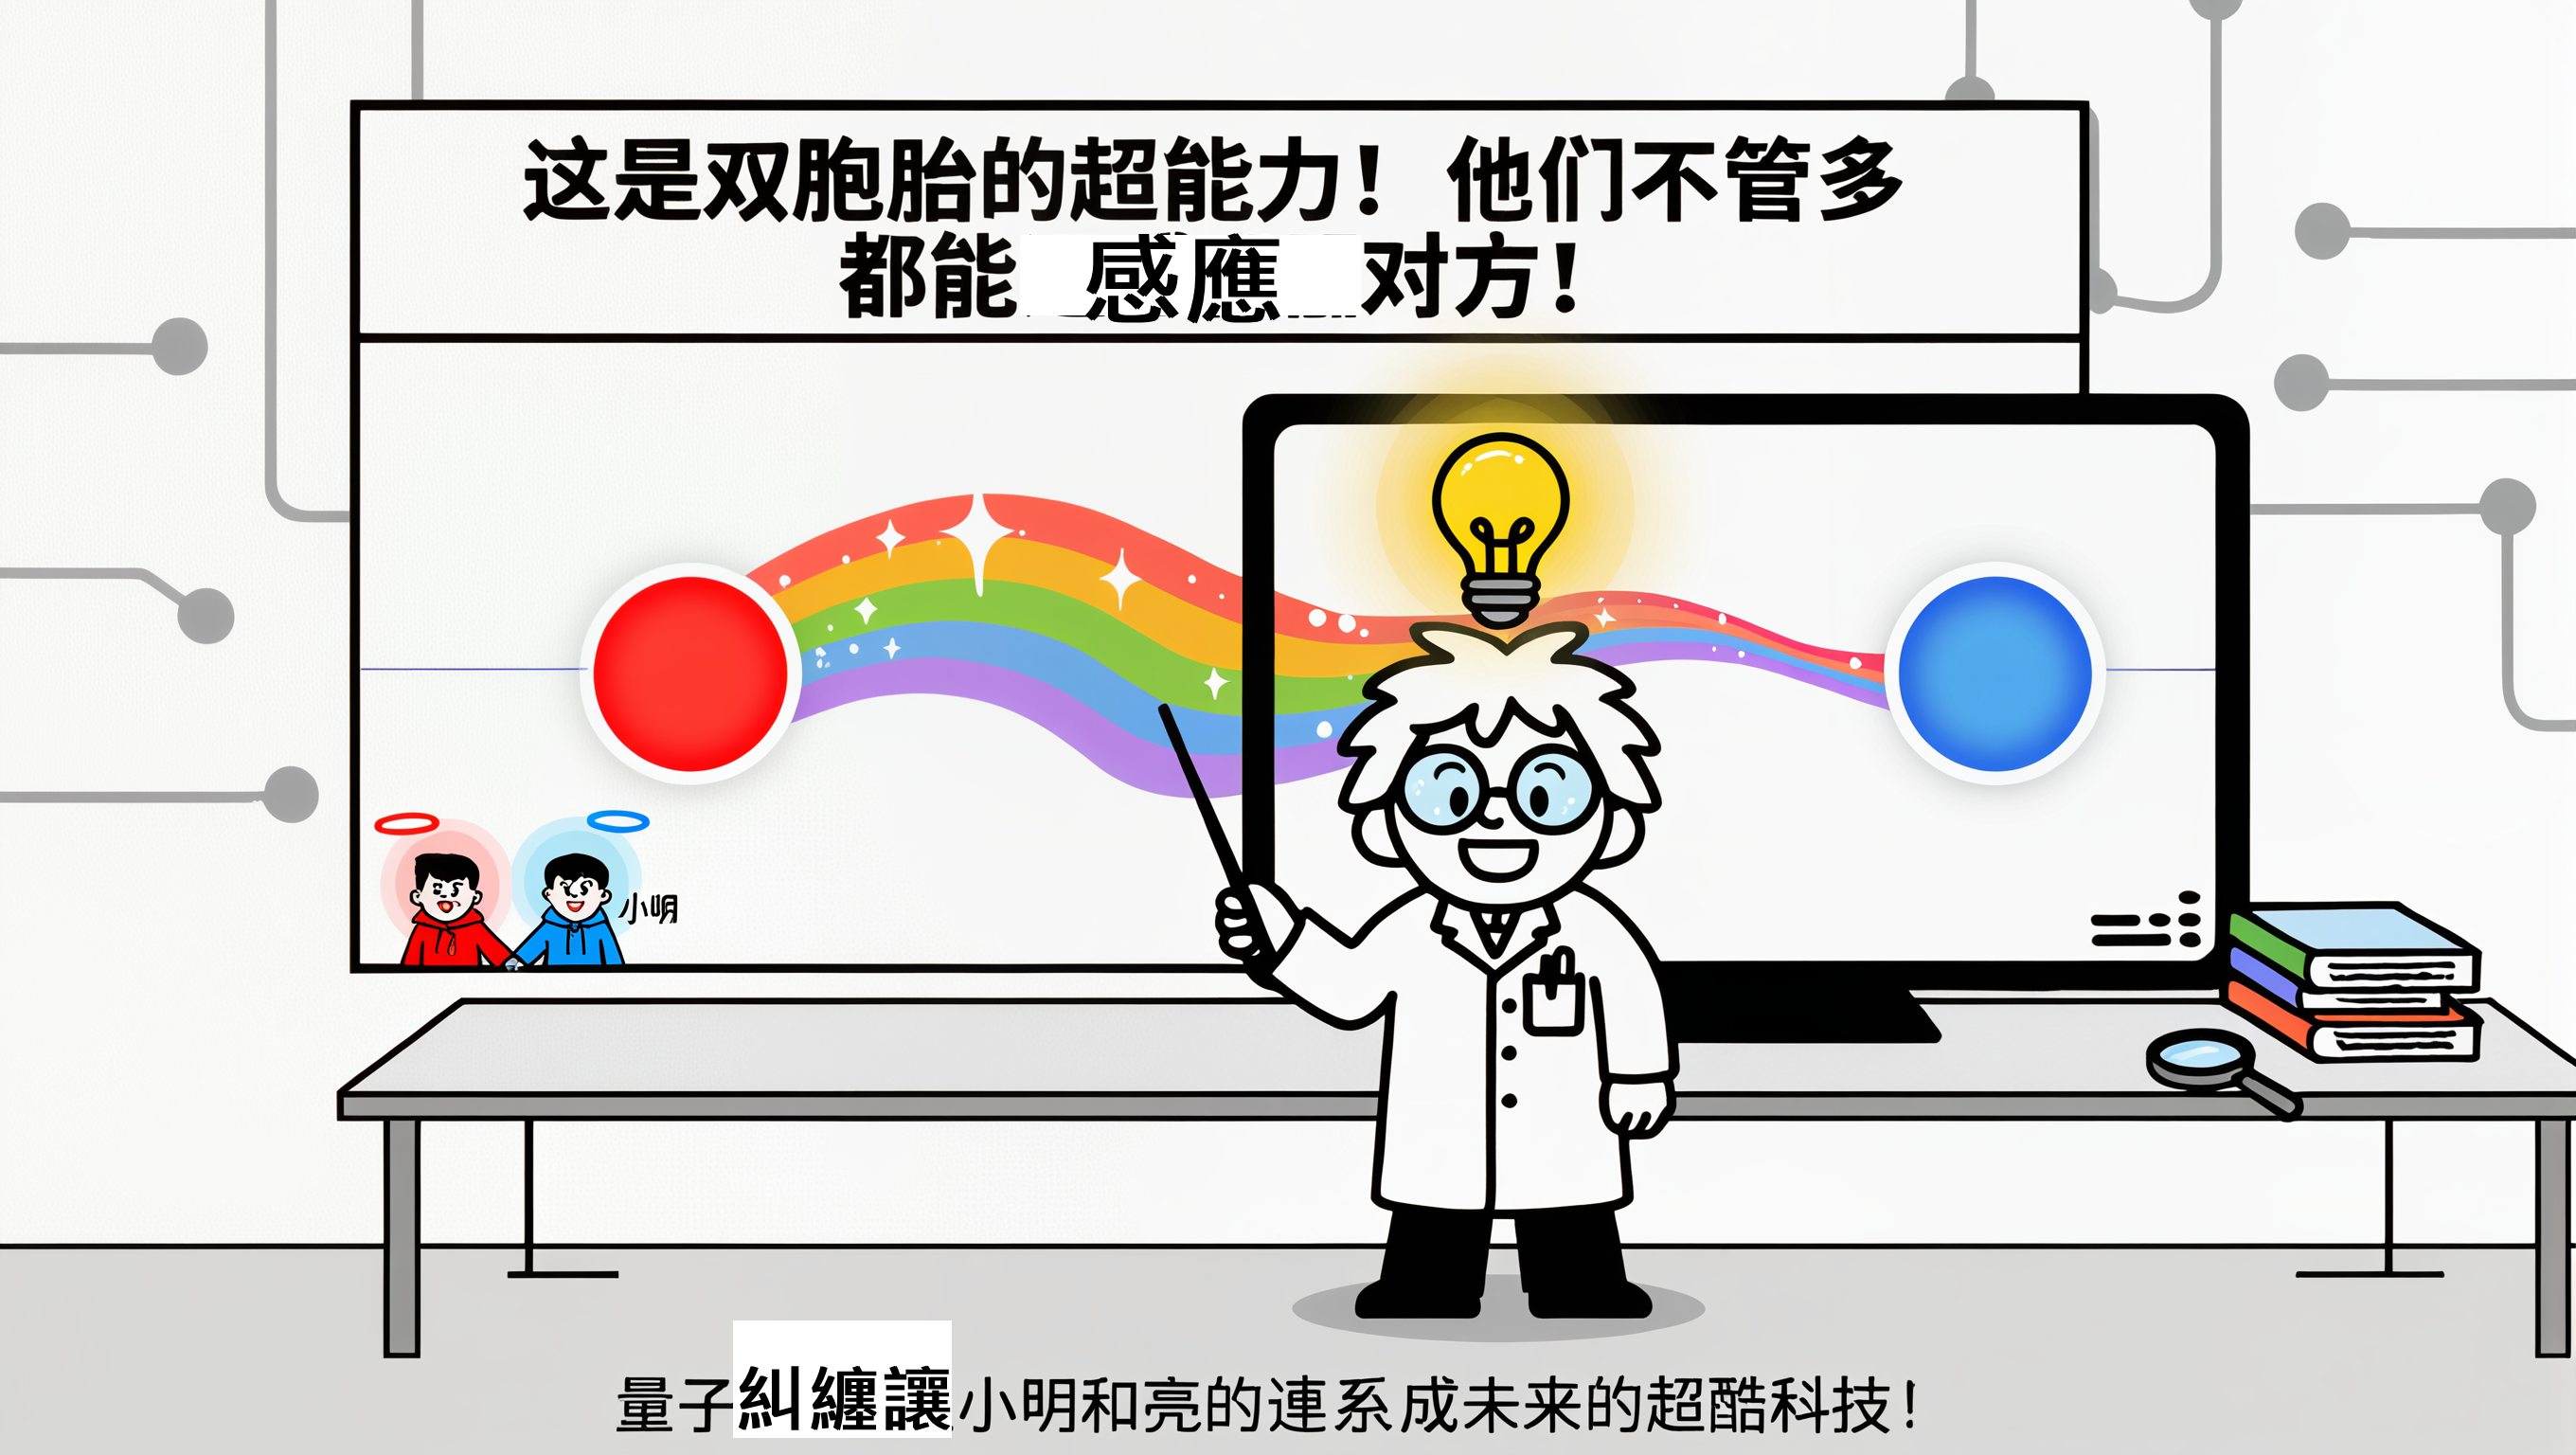 这是双胞胎的超能力！他们不管多
都能感應对方！
小明
量子糾纏讓小明和亮的連系成未来的超酷科技！